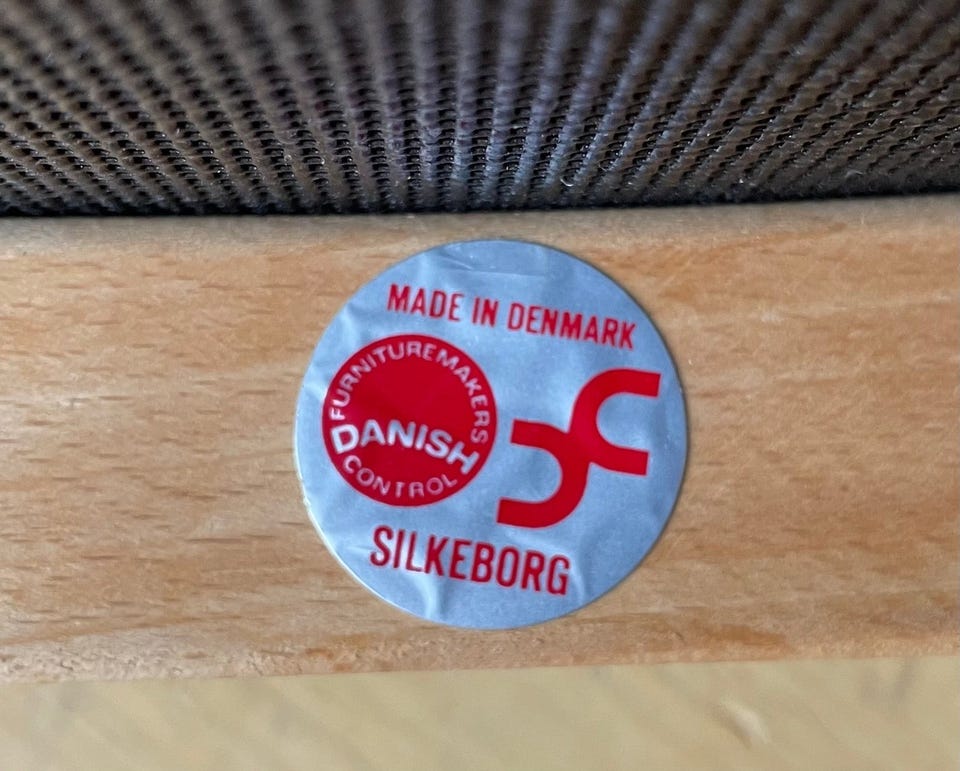 MADE IN DENMARK
FURNITUREMAKERS
DANISH
CONTROL
SILKEBORG